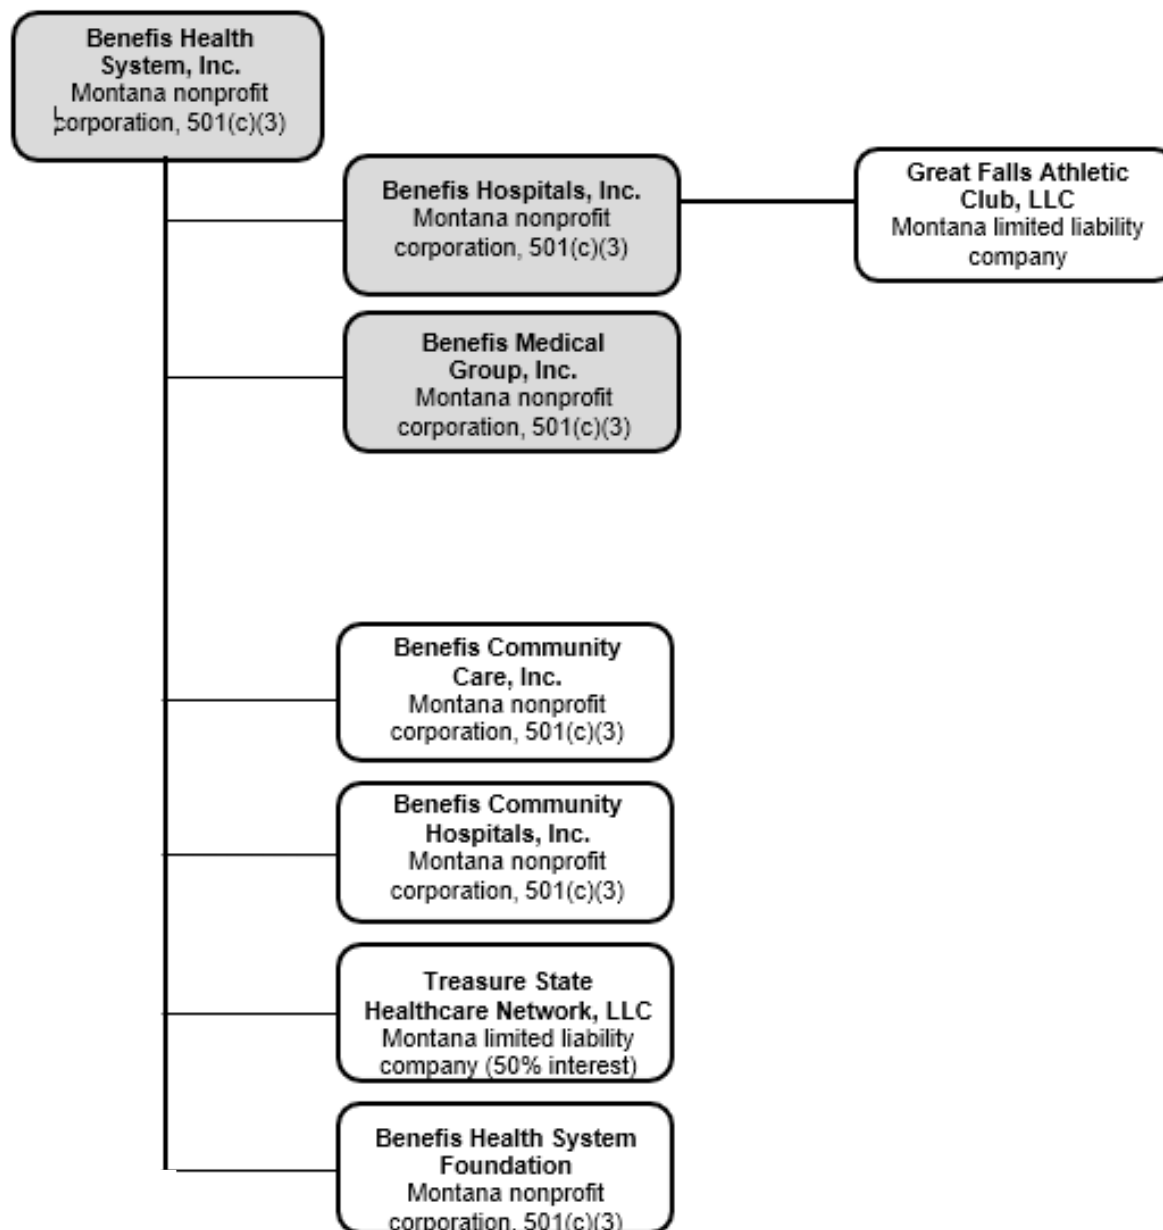 Benefis Health
System, Inc.
Montana nonprofit
corporation, 501(c)(3)
Benefis Hospitals, Inc.
Montana nonprofit
corporation, 501(c)(3)
Great Falls Athletic
Club, LLC
Montana limited liability
company
Benefis Medical
Group, Inc.
Montana nonprofit
corporation, 501(c)(3)
Benefis Community
Care, Inc.
Montana nonprofit
corporation, 501(c)(3)
Benefis Community
Hospitals, Inc.
Montana nonprofit
corporation, 501(c)(3)
Treasure State
Healthcare Network, LLC
Montana limited liability
company (50% interest)
Benefis Health System
Foundation
Montana nonprofit
corporation, 501(c)(3)